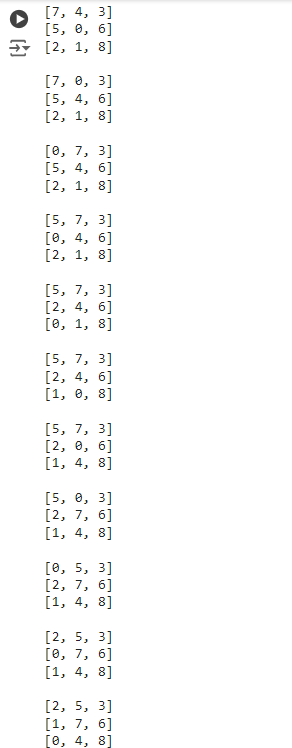 [7, 4, 3]
[5, 0, 6]
[2, 1, 8]
[7, 0, 3]
[5, 4, 6]
[2, 1, 8]
[0, 7, 3]
[5, 4, 6]
[2, 1, 8]
[5, 7, 3]
[0, 4, 6]
[2, 1, 8]
[5, 7, 3]
[2, 4, 6]
[0, 1, 8]
[5, 7, 3]
[2, 4, 6]
[1, 0, 8]
[5, 7, 3]
[2, 0, 6]
[1, 4, 8]
[5, 0, 3]
[2, 7, 6]
[1, 4, 8]
[0, 5, 3]
[2, 7, 6]
[1, 4, 8]
[2, 5, 3]
[0, 7, 6]
[1, 4, 8]
[2, 5, 3]
[1, 7, 6]
[0, 4, 8]